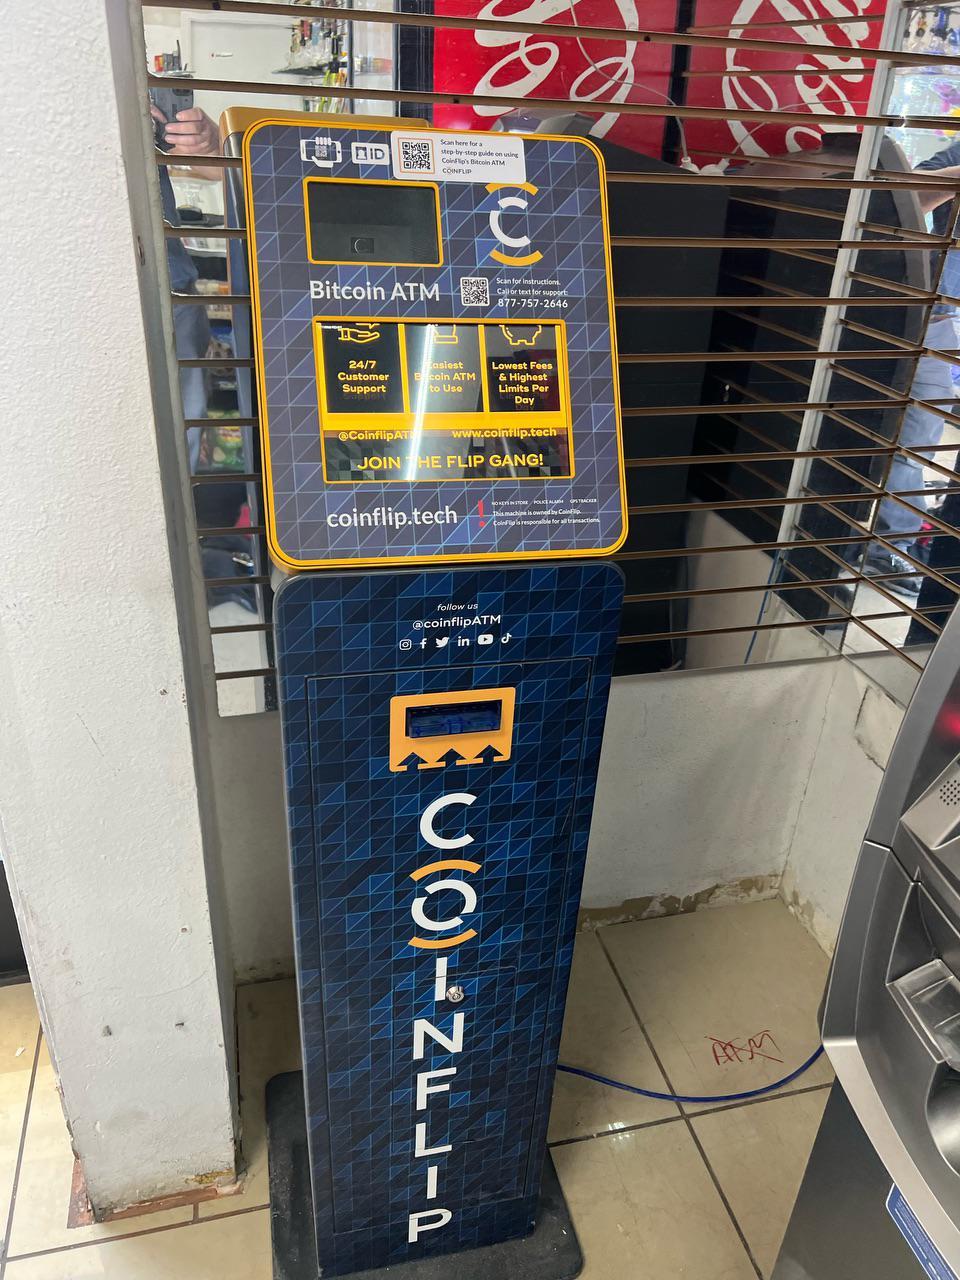 ID
Scan here for a
step-by-step guide on using
CoinFlip's Bitcoin ATM
COINFLIP
C
Bitcoin ATM
Scan for instructions.
Call or text for support:
877-757-2646
24/7
Customer
Support
Easiest
Bitcoin ATM
to Use
Lowest Fees
& Highest
Limits Per
Day
@CoinflipATM
www.coinflip.tech
JOIN THE FLIP GANG!
coinflip.tech
NO KEYS IN STORE POLICE ALARM GPS TRACKER
This machine is owned by CoinFlip.
CoinFlip is responsible for all transactions.
follow us
@coinflipATM
COINFLIP
ATM